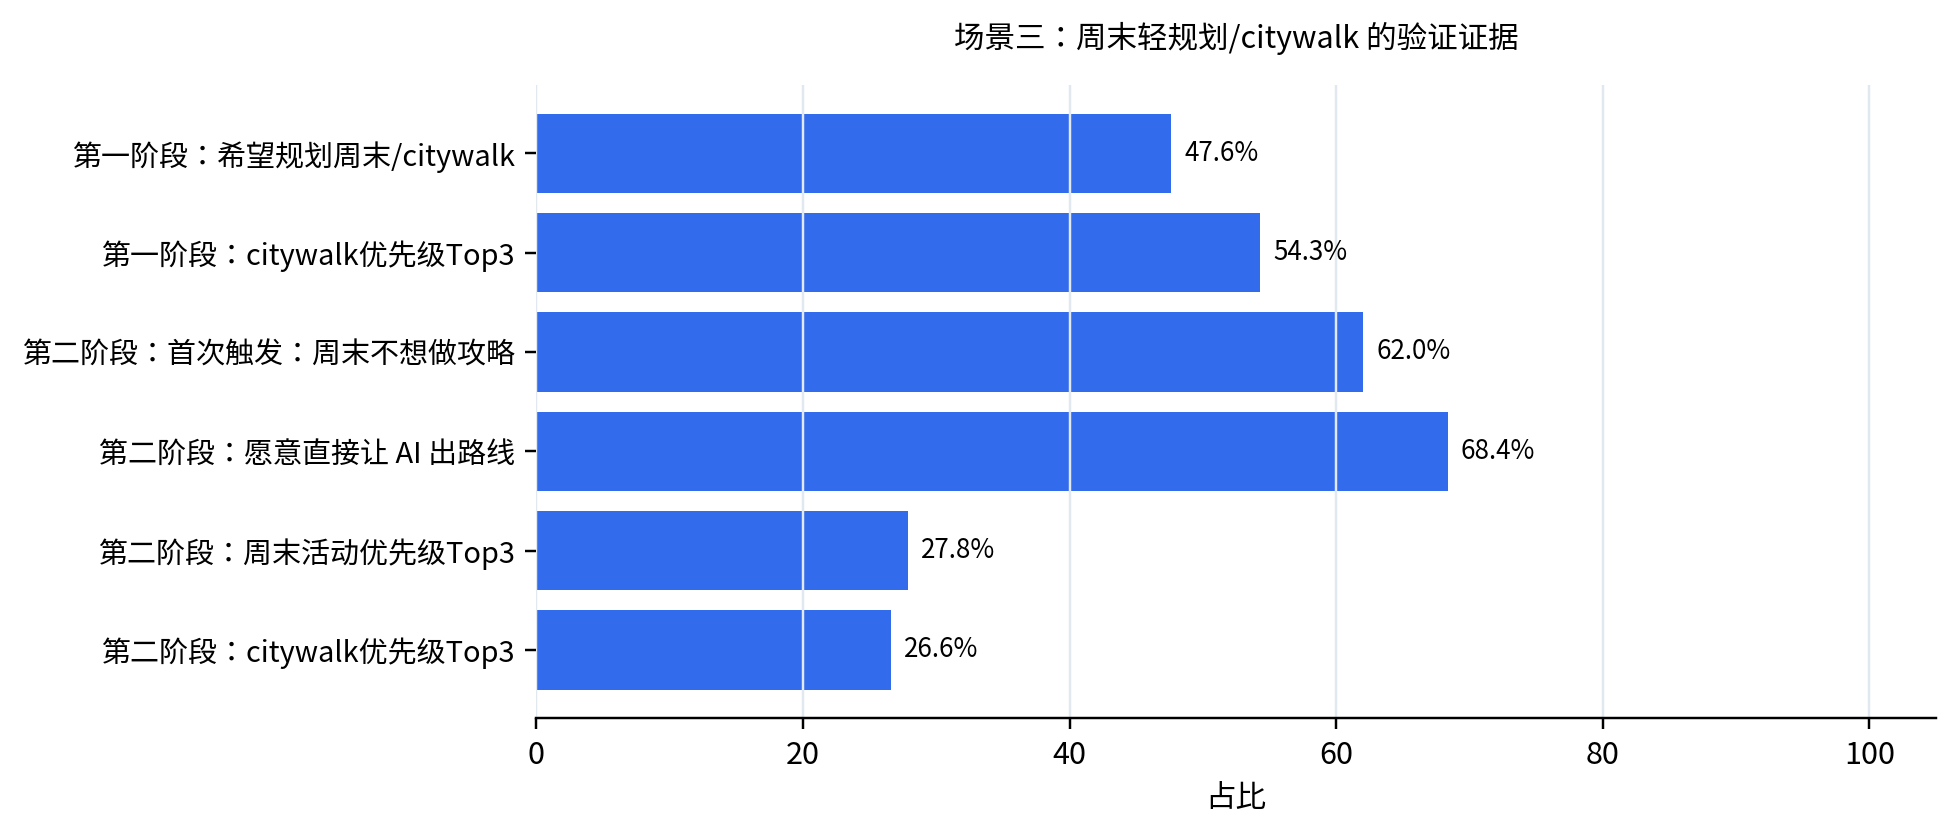 场景三：周末轻规划/citywalk 的验证证据
第一阶段：希望规划周末/citywalk
47.6%
第一阶段：citywalk优先级Top3
54.3%
第二阶段：首次触发：周末不想做攻略
62.0%
第二阶段：愿意直接让 AI 出路线
68.4%
第二阶段：周末活动优先级Top3
27.8%
第二阶段：citywalk优先级Top3
26.6%
0 20 40 60 80 100
占比